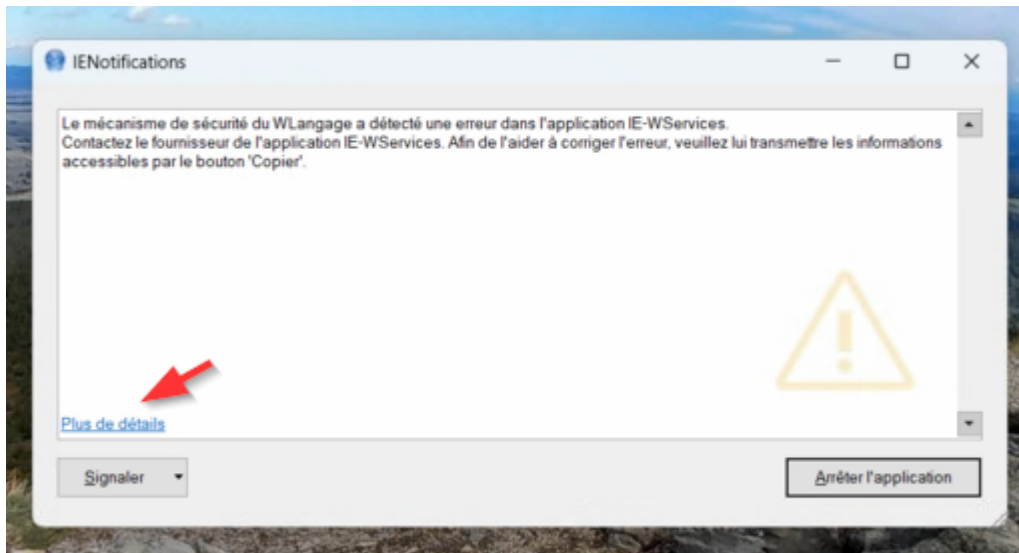 IENotifications
Le mécanisme de sécurité du WLangage a détecté une erreur dans l'application IE-WServices.
Contactez le fournisseur de l'application IE-WServices. Afin de l'aider à corriger l'erreur, veuillez lui transmettre les informations
accessibles par le bouton 'Copier'.
Plus de détails
Signaler
Arrêter l'application